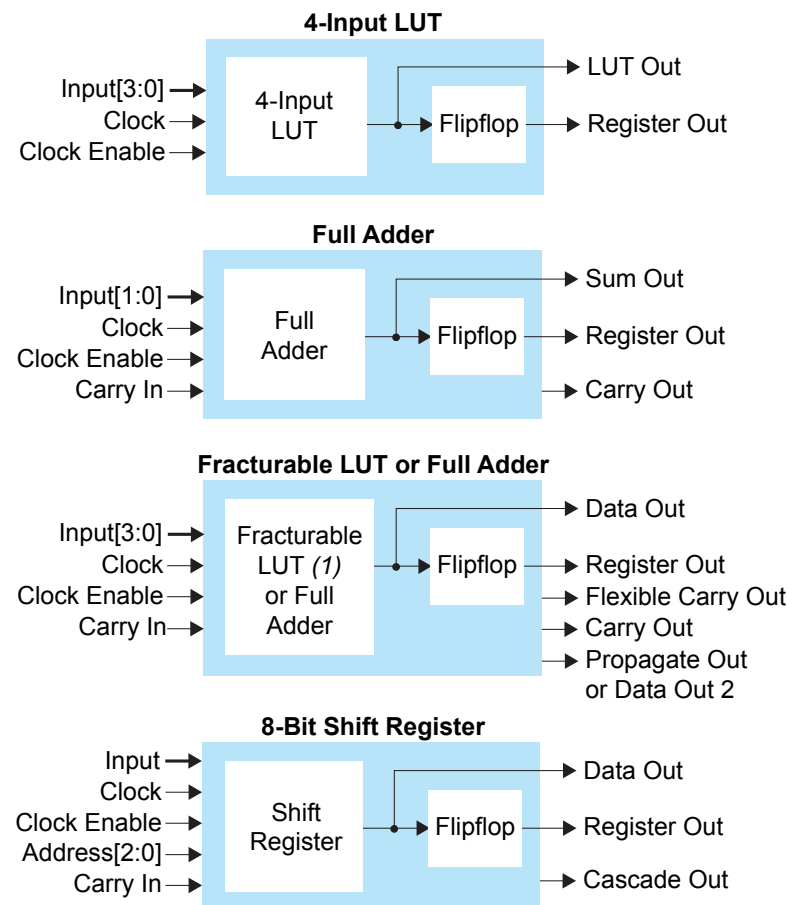 4-Input LUT
Input[3:0]
Clock
Clock Enable
4-Input
LUT
Flipflop
LUT Out
Register Out
Full Adder
Input[1:0]
Clock
Clock Enable
Carry In
Full
Adder
Flipflop
Sum Out
Register Out
Carry Out
Fracturable LUT or Full Adder
Input[3:0]
Clock
Clock Enable
Carry In
Fracturable
LUT (1)
or Full
Adder
Flipflop
Data Out
Register Out
Flexible Carry Out
Carry Out
Propagate Out
or Data Out 2
8-Bit Shift Register
Input
Clock
Clock Enable
Address[2:0]
Carry In
Shift
Register
Flipflop
Data Out
Register Out
Cascade Out